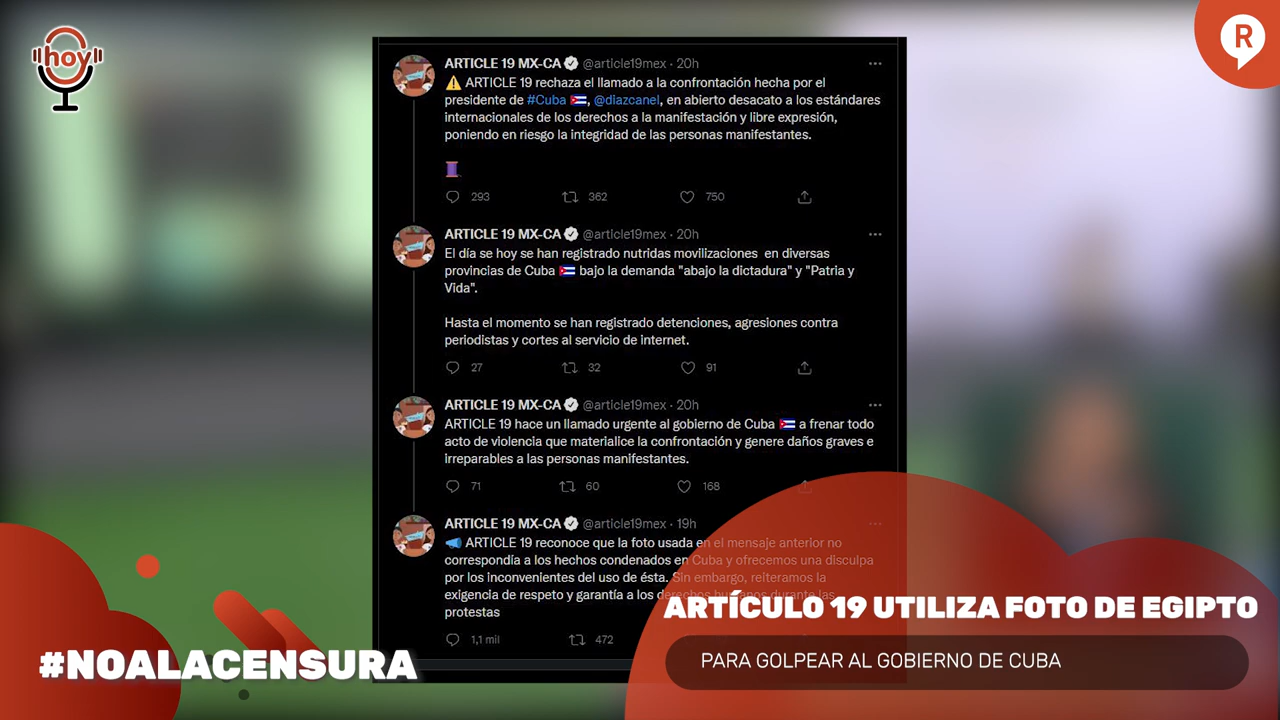 hoy
R
ARTICLE 19 MX-CA @article19mex · 20h
⚠️ ARTICLE 19 rechaza el llamado a la confrontación hecha por el
presidente de #Cuba 🇨🇺, @diazcanel, en abierto desacato a los estándares
internacionales de los derechos a la manifestación y libre expresión,
poniendo en riesgo la integridad de las personas manifestantes.
🧵
293 362 750
ARTICLE 19 MX-CA @article19mex · 20h
El día se hoy se han registrado nutridas movilizaciones en diversas
provincias de Cuba 🇨🇺 bajo la demanda "abajo la dictadura" y "Patria y
Vida".
Hasta el momento se han registrado detenciones, agresiones contra
periodistas y cortes al servicio de internet.
27 32 91
ARTICLE 19 MX-CA @article19mex · 20h
ARTICLE 19 hace un llamado urgente al gobierno de Cuba 🇨🇺 a frenar todo
acto de violencia que materialice la confrontación y genere daños graves e
irreparables a las personas manifestantes.
71 60 168
ARTICLE 19 MX-CA @article19mex · 19h
📣 ARTICLE 19 reconoce que la foto usada en el mensaje anterior no
correspondía a los hechos condenados en Cuba y ofrecemos una disculpa
por los inconvenientes del uso de ésta. Sin embargo, reiteramos la
exigencia de respeto y garantía a los derechos humanos durante las
protestas
1,1 mil 472
ARTÍCULO 19 UTILIZA FOTO DE EGIPTO
PARA GOLPEAR AL GOBIERNO DE CUBA
#NOALACENSURA